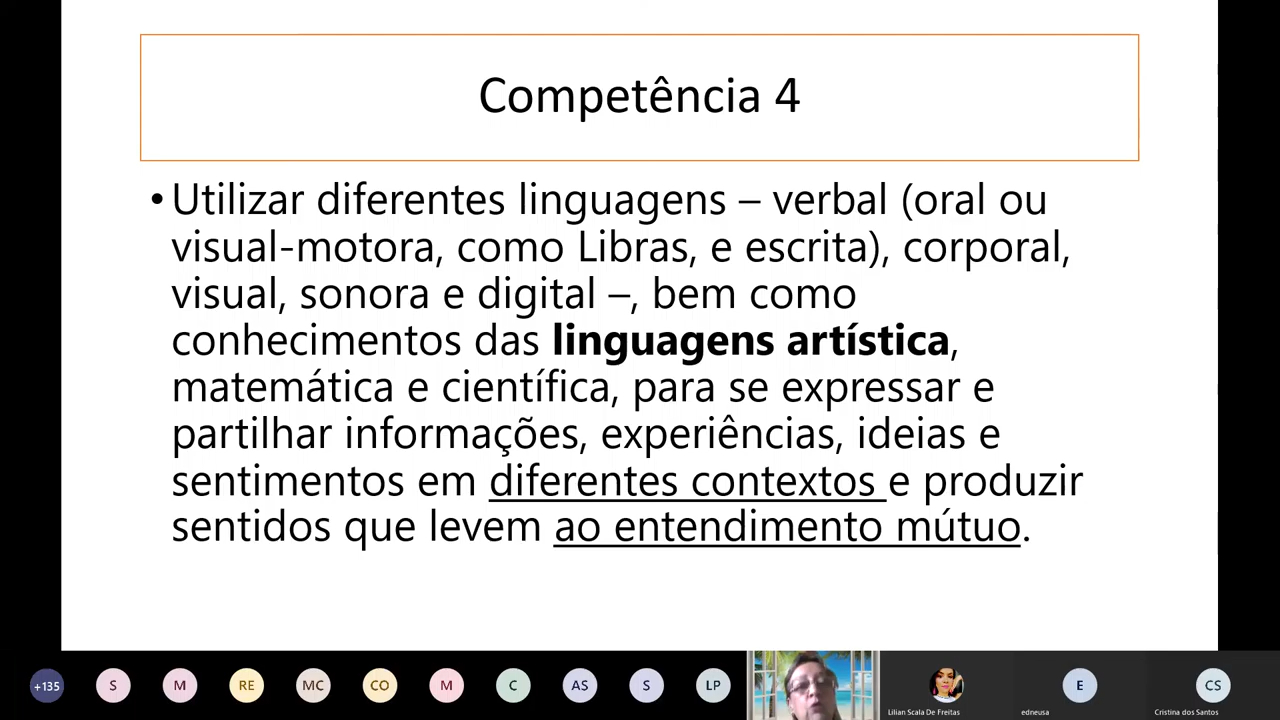 Competência 4
• Utilizar diferentes linguagens – verbal (oral ou
visual-motora, como Libras, e escrita), corporal,
visual, sonora e digital –, bem como
conhecimentos das linguagens artística,
matemática e científica, para se expressar e
partilhar informações, experiências, ideias e
sentimentos em diferentes contextos e produzir
sentidos que levem ao entendimento mútuo.
+135 S M RE MC CO M C AS S LP E CS
Lilian Scala De Freitas edneusa Cristina dos Santos